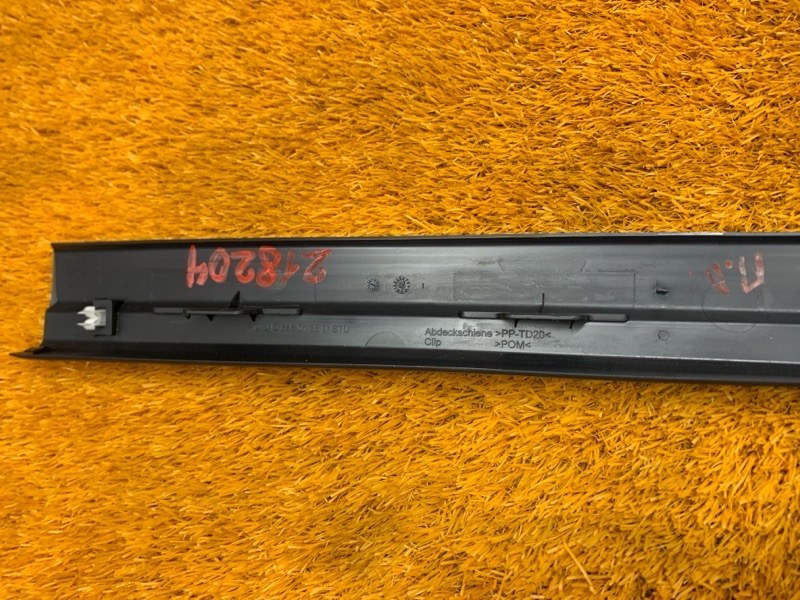 218204
П.П.
Abdeckschiene >PP-TD20<
Clip >POM<